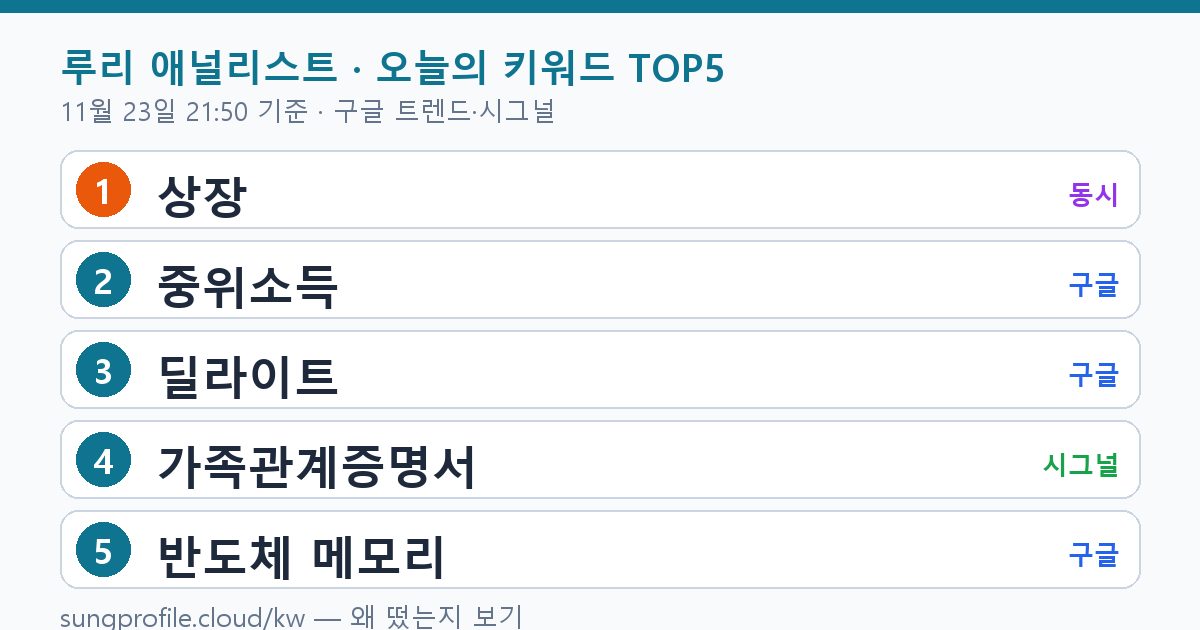 루리 애널리스트 · 오늘의 키워드 TOP5
11월 23일 21:50 기준 · 구글 트렌드·시그널
1 상장 동시
2 중위소득 구글
3 딜라이트 구글
4 가족관계증명서 시그널
5 반도체 메모리 구글
sungprofile.cloud/kw — 왜 떴는지 보기